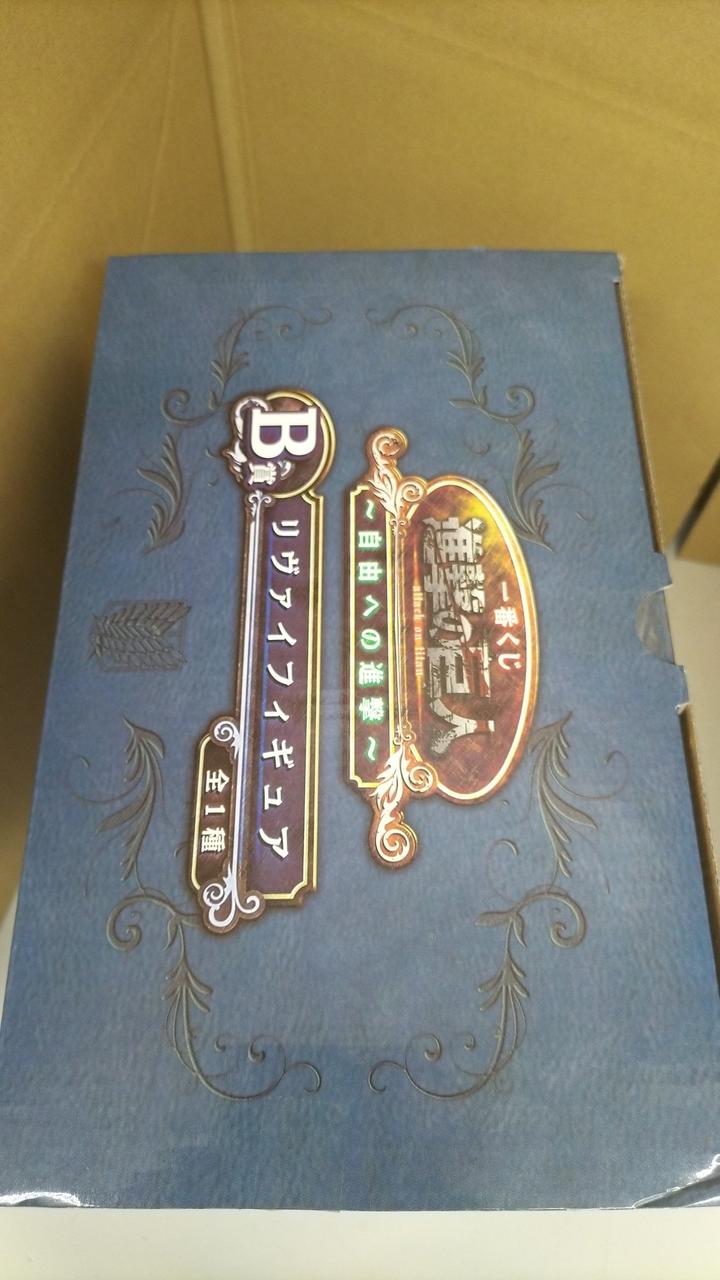 一番くじ
進撃の巨人
attack on titan
～自由への進撃～
B賞
リヴァイフィギュア
全1種